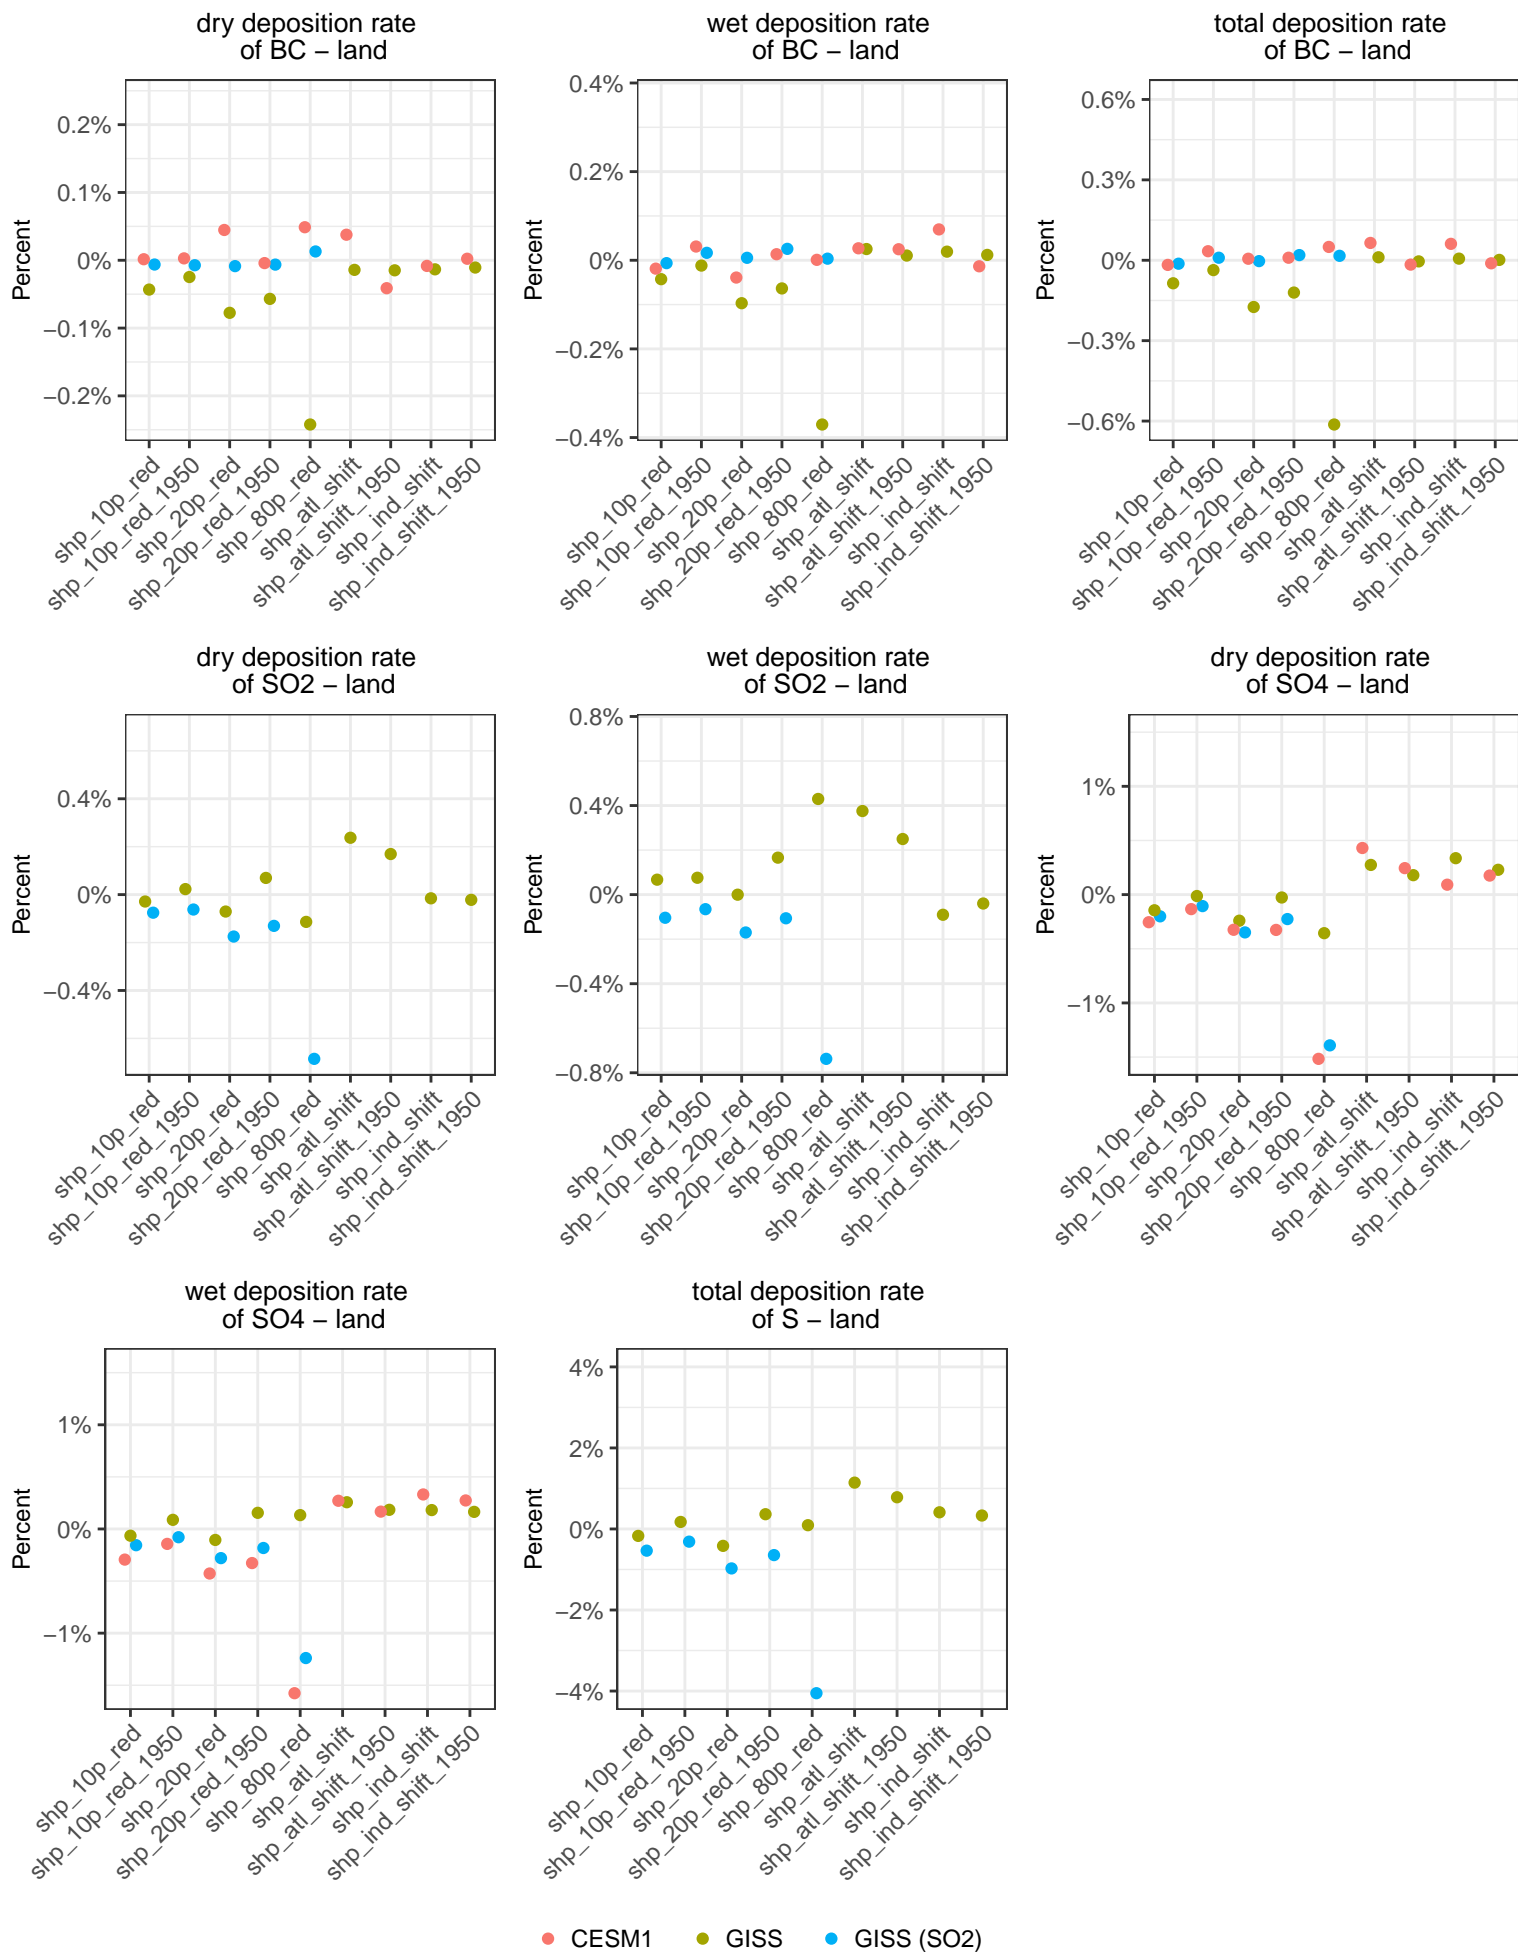 dry deposition rate
of BC – land
Percent
0.2%
0.1%
0%
−0.1%
−0.2%
shp_10p_red
shp_10p_red_1950
shp_20p_red
shp_20p_red_1950
shp_80p_red
shp_atl_shift
shp_atl_shift_1950
shp_ind_shift
shp_ind_shift_1950
wet deposition rate
of BC – land
Percent
0.4%
0.2%
0%
−0.2%
−0.4%
shp_10p_red
shp_10p_red_1950
shp_20p_red
shp_20p_red_1950
shp_80p_red
shp_atl_shift
shp_atl_shift_1950
shp_ind_shift
shp_ind_shift_1950
total deposition rate
of BC – land
Percent
0.6%
0.3%
0%
−0.3%
−0.6%
shp_10p_red
shp_10p_red_1950
shp_20p_red
shp_20p_red_1950
shp_80p_red
shp_atl_shift
shp_atl_shift_1950
shp_ind_shift
shp_ind_shift_1950
dry deposition rate
of SO2 – land
Percent
0.4%
0%
−0.4%
shp_10p_red
shp_10p_red_1950
shp_20p_red
shp_20p_red_1950
shp_80p_red
shp_atl_shift
shp_atl_shift_1950
shp_ind_shift
shp_ind_shift_1950
wet deposition rate
of SO2 – land
Percent
0.8%
0.4%
0%
−0.4%
−0.8%
shp_10p_red
shp_10p_red_1950
shp_20p_red
shp_20p_red_1950
shp_80p_red
shp_atl_shift
shp_atl_shift_1950
shp_ind_shift
shp_ind_shift_1950
dry deposition rate
of SO4 – land
Percent
1%
0%
−1%
shp_10p_red
shp_10p_red_1950
shp_20p_red
shp_20p_red_1950
shp_80p_red
shp_atl_shift
shp_atl_shift_1950
shp_ind_shift
shp_ind_shift_1950
wet deposition rate
of SO4 – land
Percent
1%
0%
−1%
shp_10p_red
shp_10p_red_1950
shp_20p_red
shp_20p_red_1950
shp_80p_red
shp_atl_shift
shp_atl_shift_1950
shp_ind_shift
shp_ind_shift_1950
total deposition rate
of S – land
Percent
4%
2%
0%
−2%
−4%
shp_10p_red
shp_10p_red_1950
shp_20p_red
shp_20p_red_1950
shp_80p_red
shp_atl_shift
shp_atl_shift_1950
shp_ind_shift
shp_ind_shift_1950
CESM1 GISS GISS (SO2)